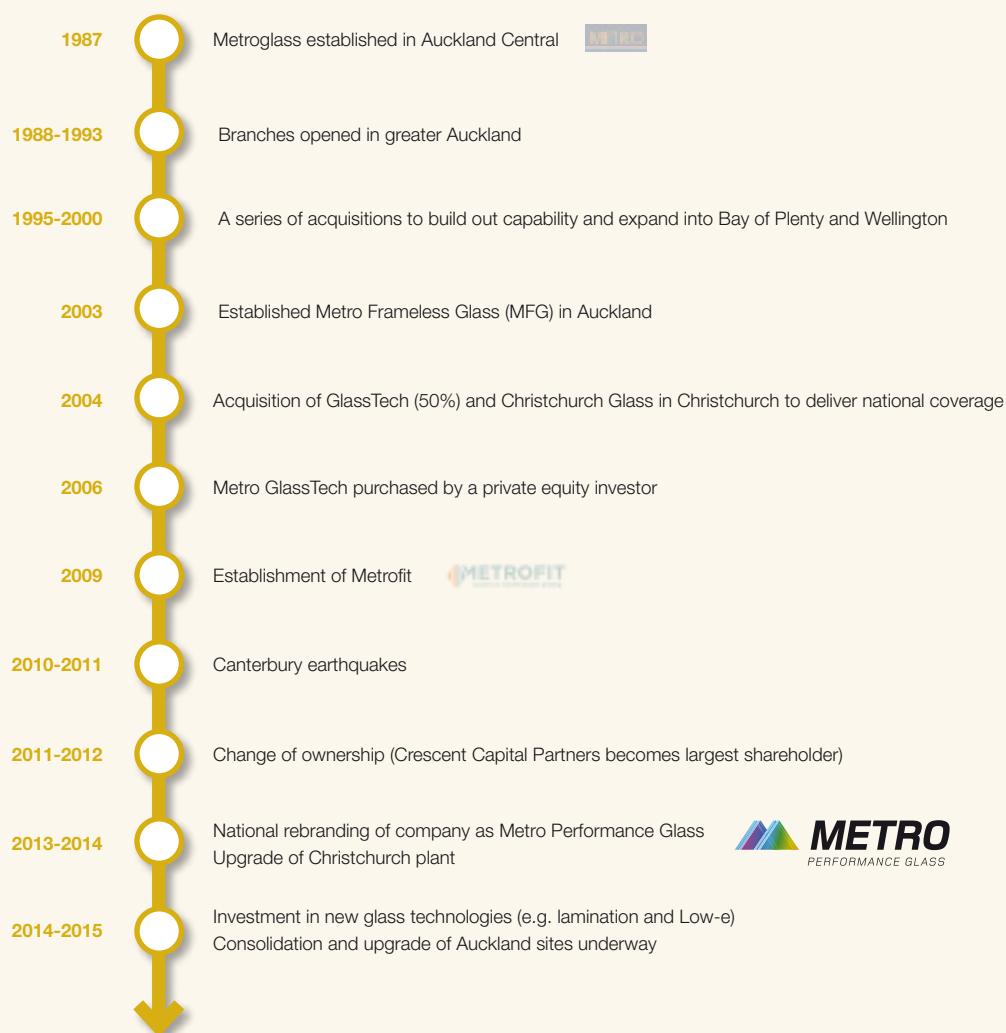 1987
Metroglass established in Auckland Central
METRO
1988-1993
Branches opened in greater Auckland
1995-2000
A series of acquisitions to build out capability and expand into Bay of Plenty and Wellington
2003
Established Metro Frameless Glass (MFG) in Auckland
2004
Acquisition of GlassTech (50%) and Christchurch Glass in Christchurch to deliver national coverage
2006
Metro GlassTech purchased by a private equity investor
2009
Establishment of Metrofit
METROFIT
2010-2011
Canterbury earthquakes
2011-2012
Change of ownership (Crescent Capital Partners becomes largest shareholder)
2013-2014
National rebranding of company as Metro Performance Glass
Upgrade of Christchurch plant
METRO
PERFORMANCE GLASS
2014-2015
Investment in new glass technologies (e.g. lamination and Low-e)
Consolidation and upgrade of Auckland sites underway